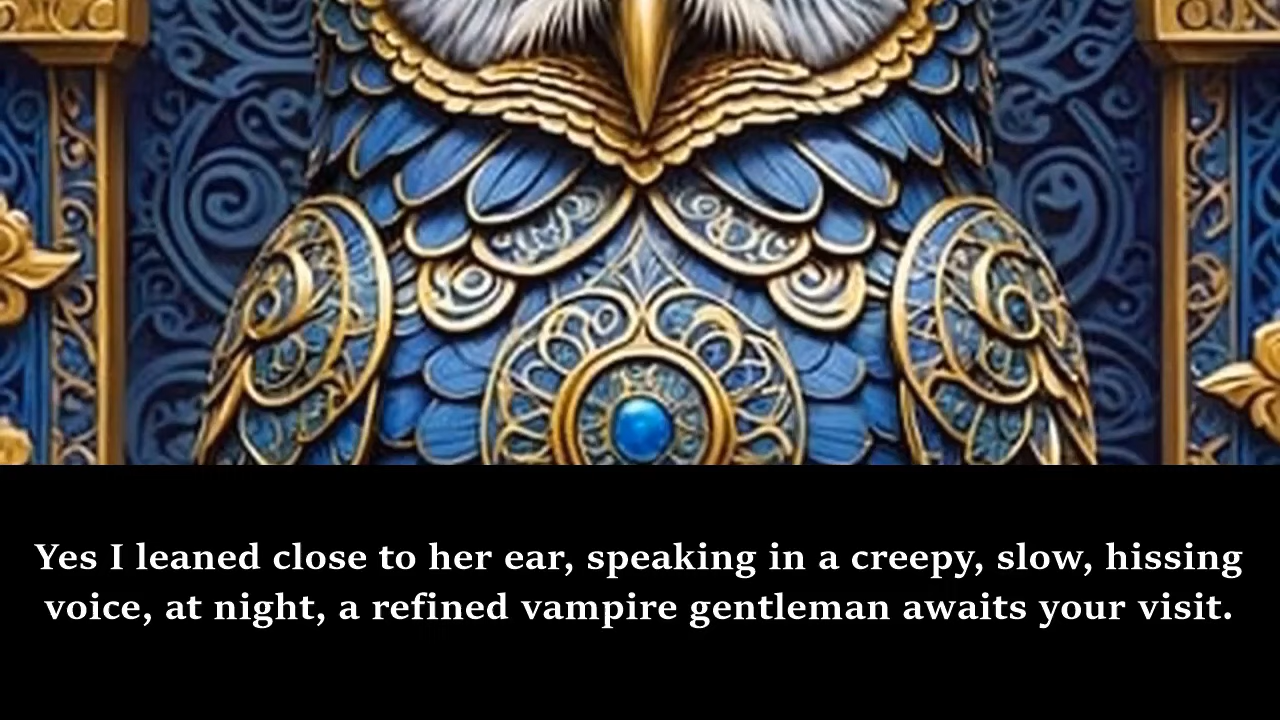 Yes I leaned close to her ear, speaking in a creepy, slow, hissing
voice, at night, a refined vampire gentleman awaits your visit.